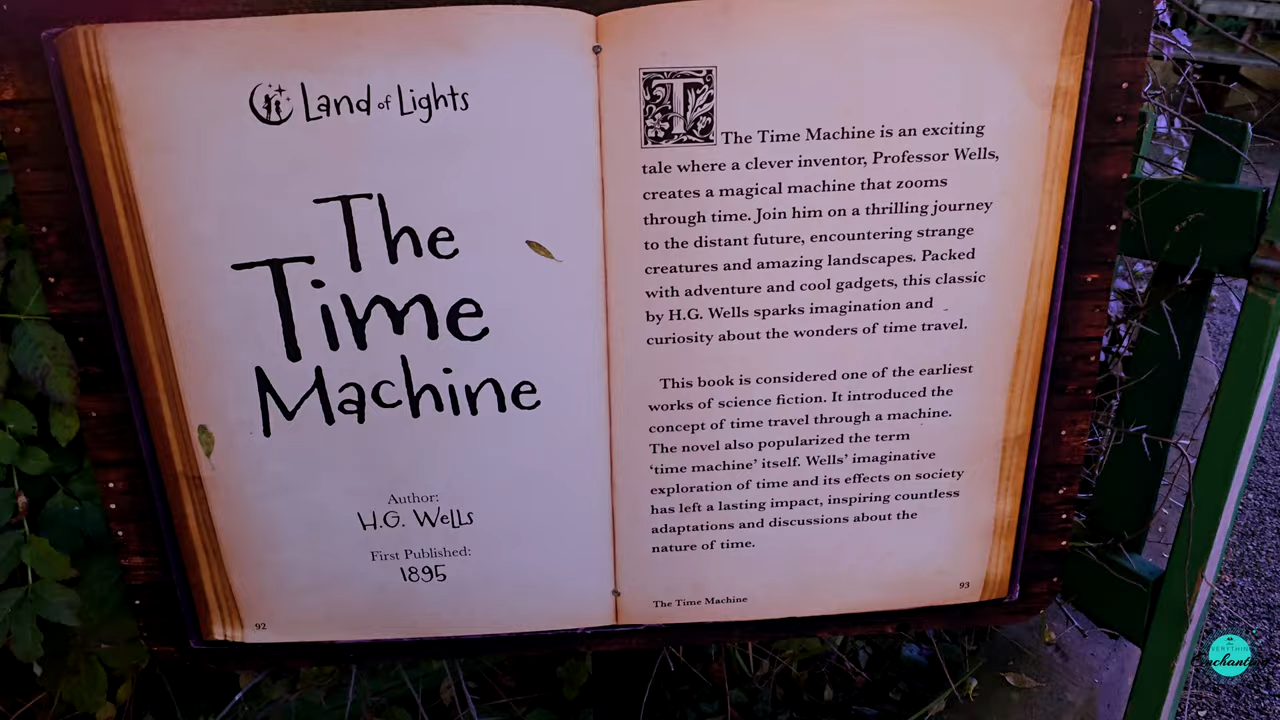 Land of Lights
The
Time
Machine
Author:
H.G. Wells
First Published:
1895
92
T
The Time Machine is an exciting
tale where a clever inventor, Professor Wells,
creates a magical machine that zooms
through time. Join him on a thrilling journey
to the distant future, encountering strange
creatures and amazing landscapes. Packed
with adventure and cool gadgets, this classic
by H.G. Wells sparks imagination and
curiosity about the wonders of time travel.
This book is considered one of the earliest
works of science fiction. It introduced the
concept of time travel through a machine.
The novel also popularized the term
‘time machine’ itself. Wells’ imaginative
exploration of time and its effects on society
has left a lasting impact, inspiring countless
adaptations and discussions about the
nature of time.
The Time Machine
93